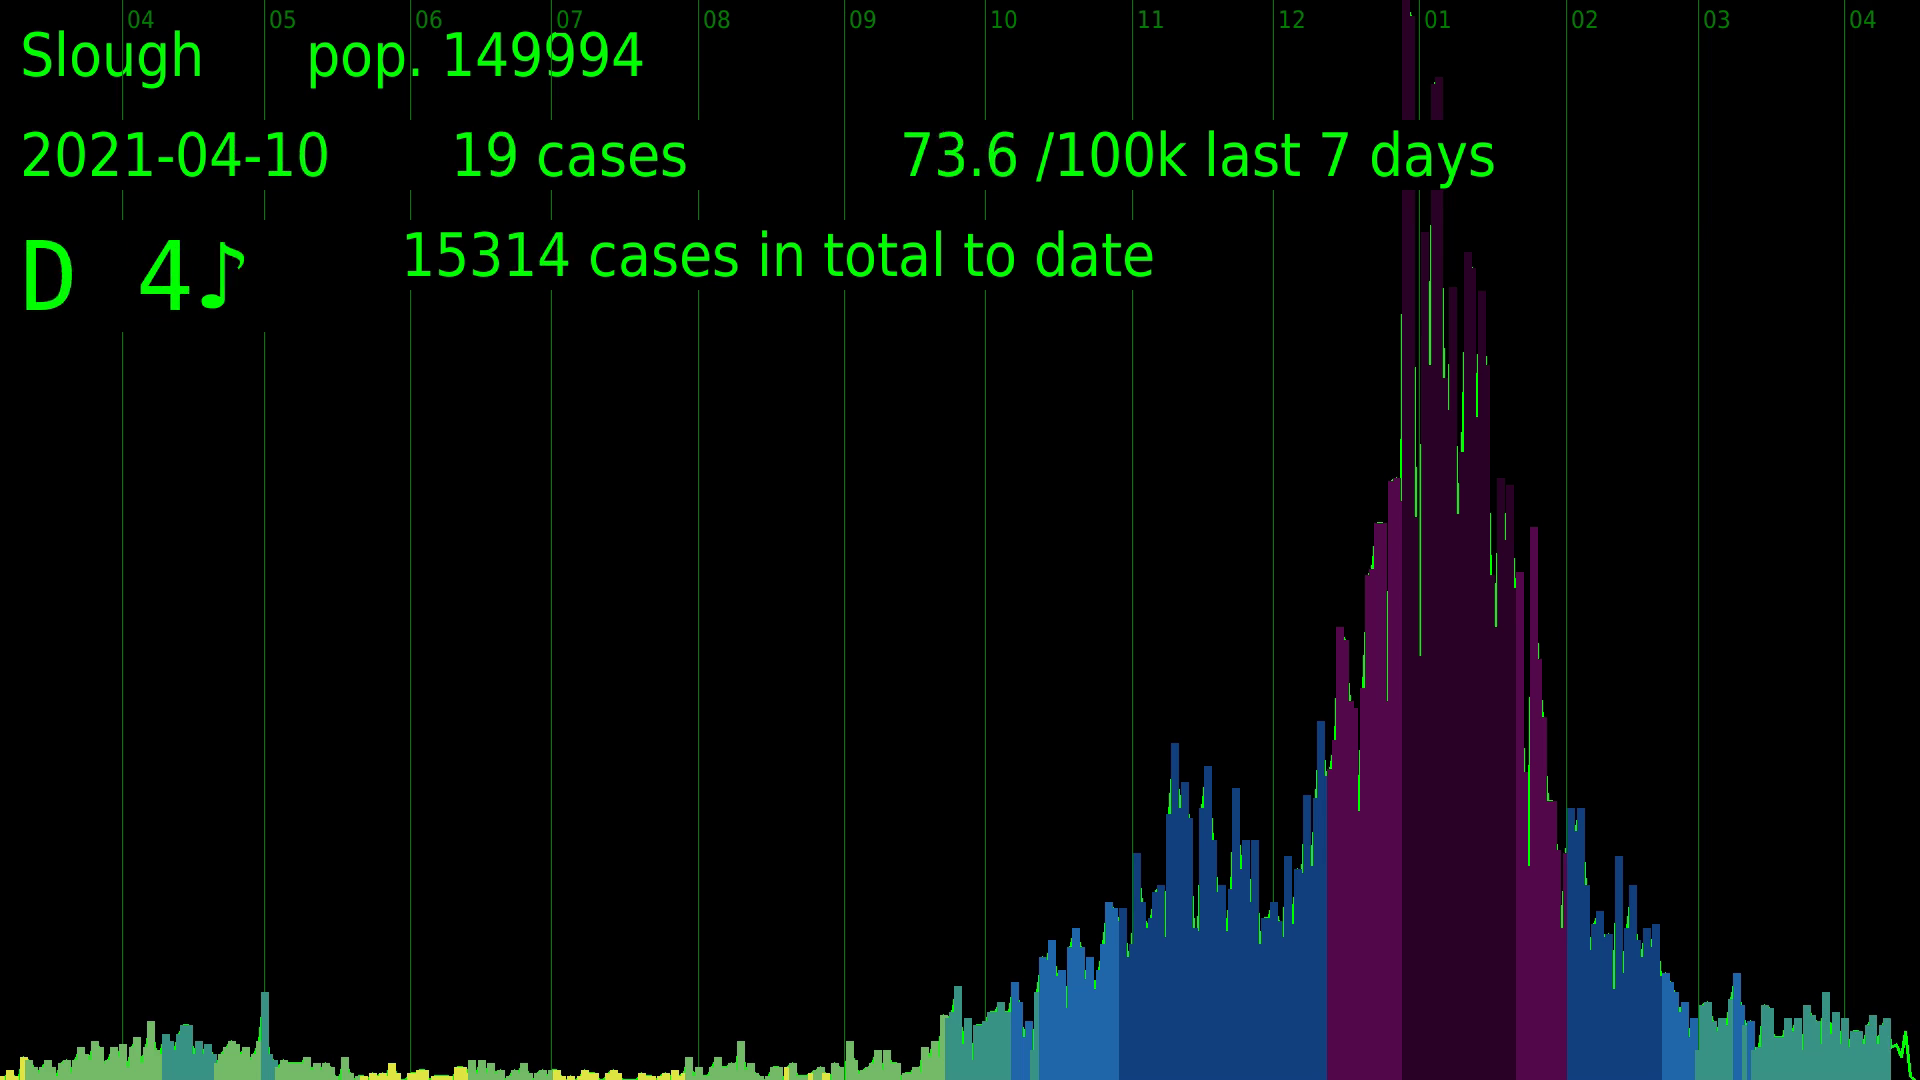 04 05 06 07 08 09 10 11 12 01 02 03 04
Slough pop. 149994
2021-04-10 19 cases 73.6 /100k last 7 days
D 4♪ 15314 cases in total to date